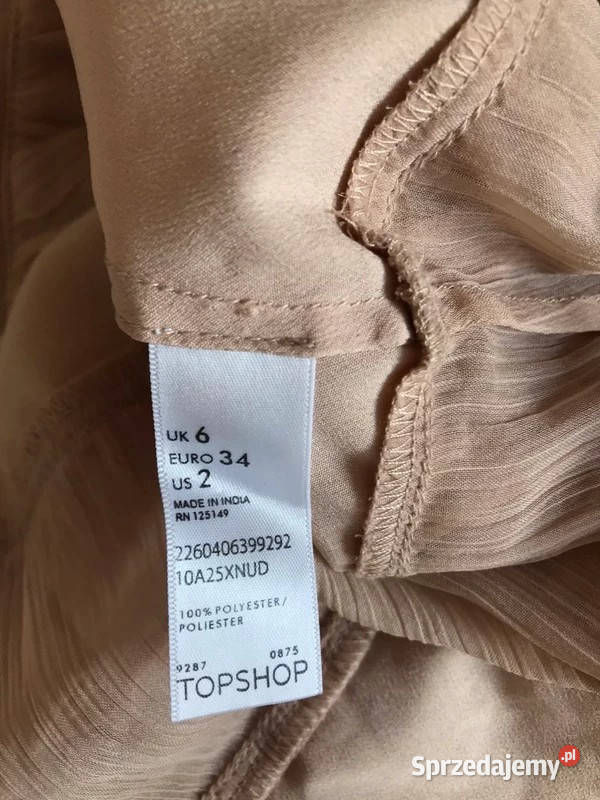 UK 6
EURO 34
US 2
MADE IN INDIA
RN 125149
2260406399292
10A25XNUD
100% POLYESTER/
POLIESTER
9287 0875
TOPSHOP
Sprzedajemy.pl